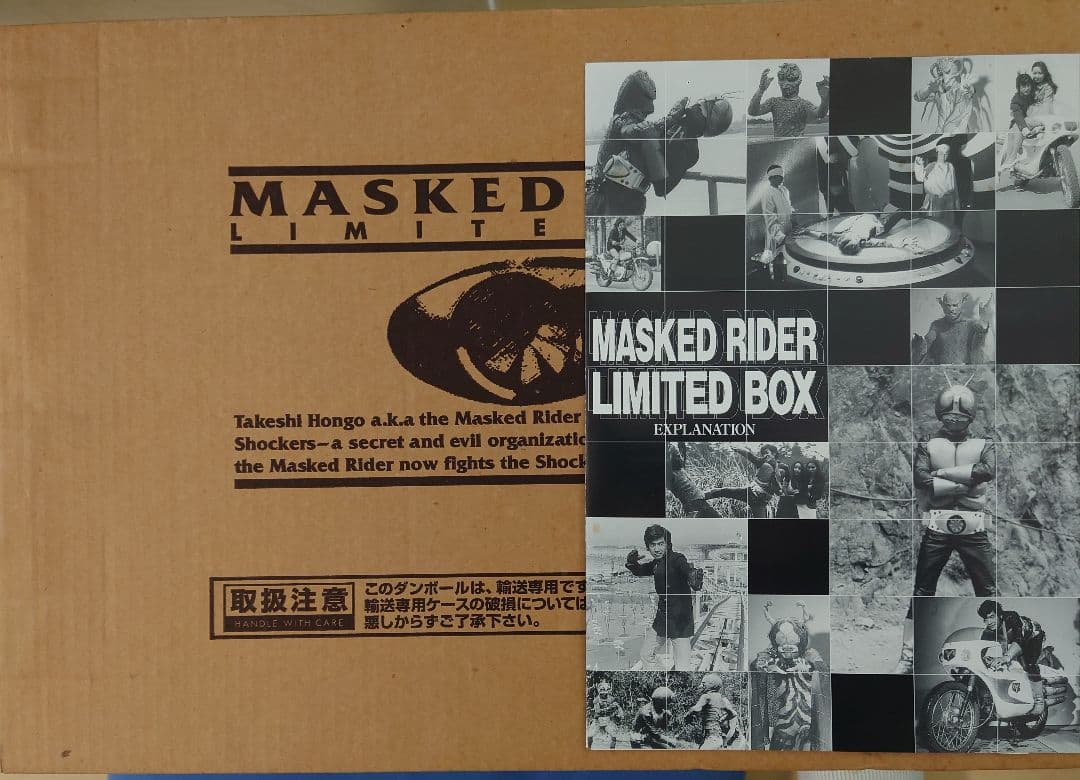 MASKED
LIMITE
Takeshi Hongo a.k.a the Masked Rider
Shockers–a secret and evil organizatio
the Masked Rider now fights the Shock
取扱注意
HANDLE WITH CARE
このダンボールは、輸送専用です
輸送専用ケースの破損については
悪しからずご了承下さい。
MASKED RIDER
LIMITED BOX
EXPLANATION